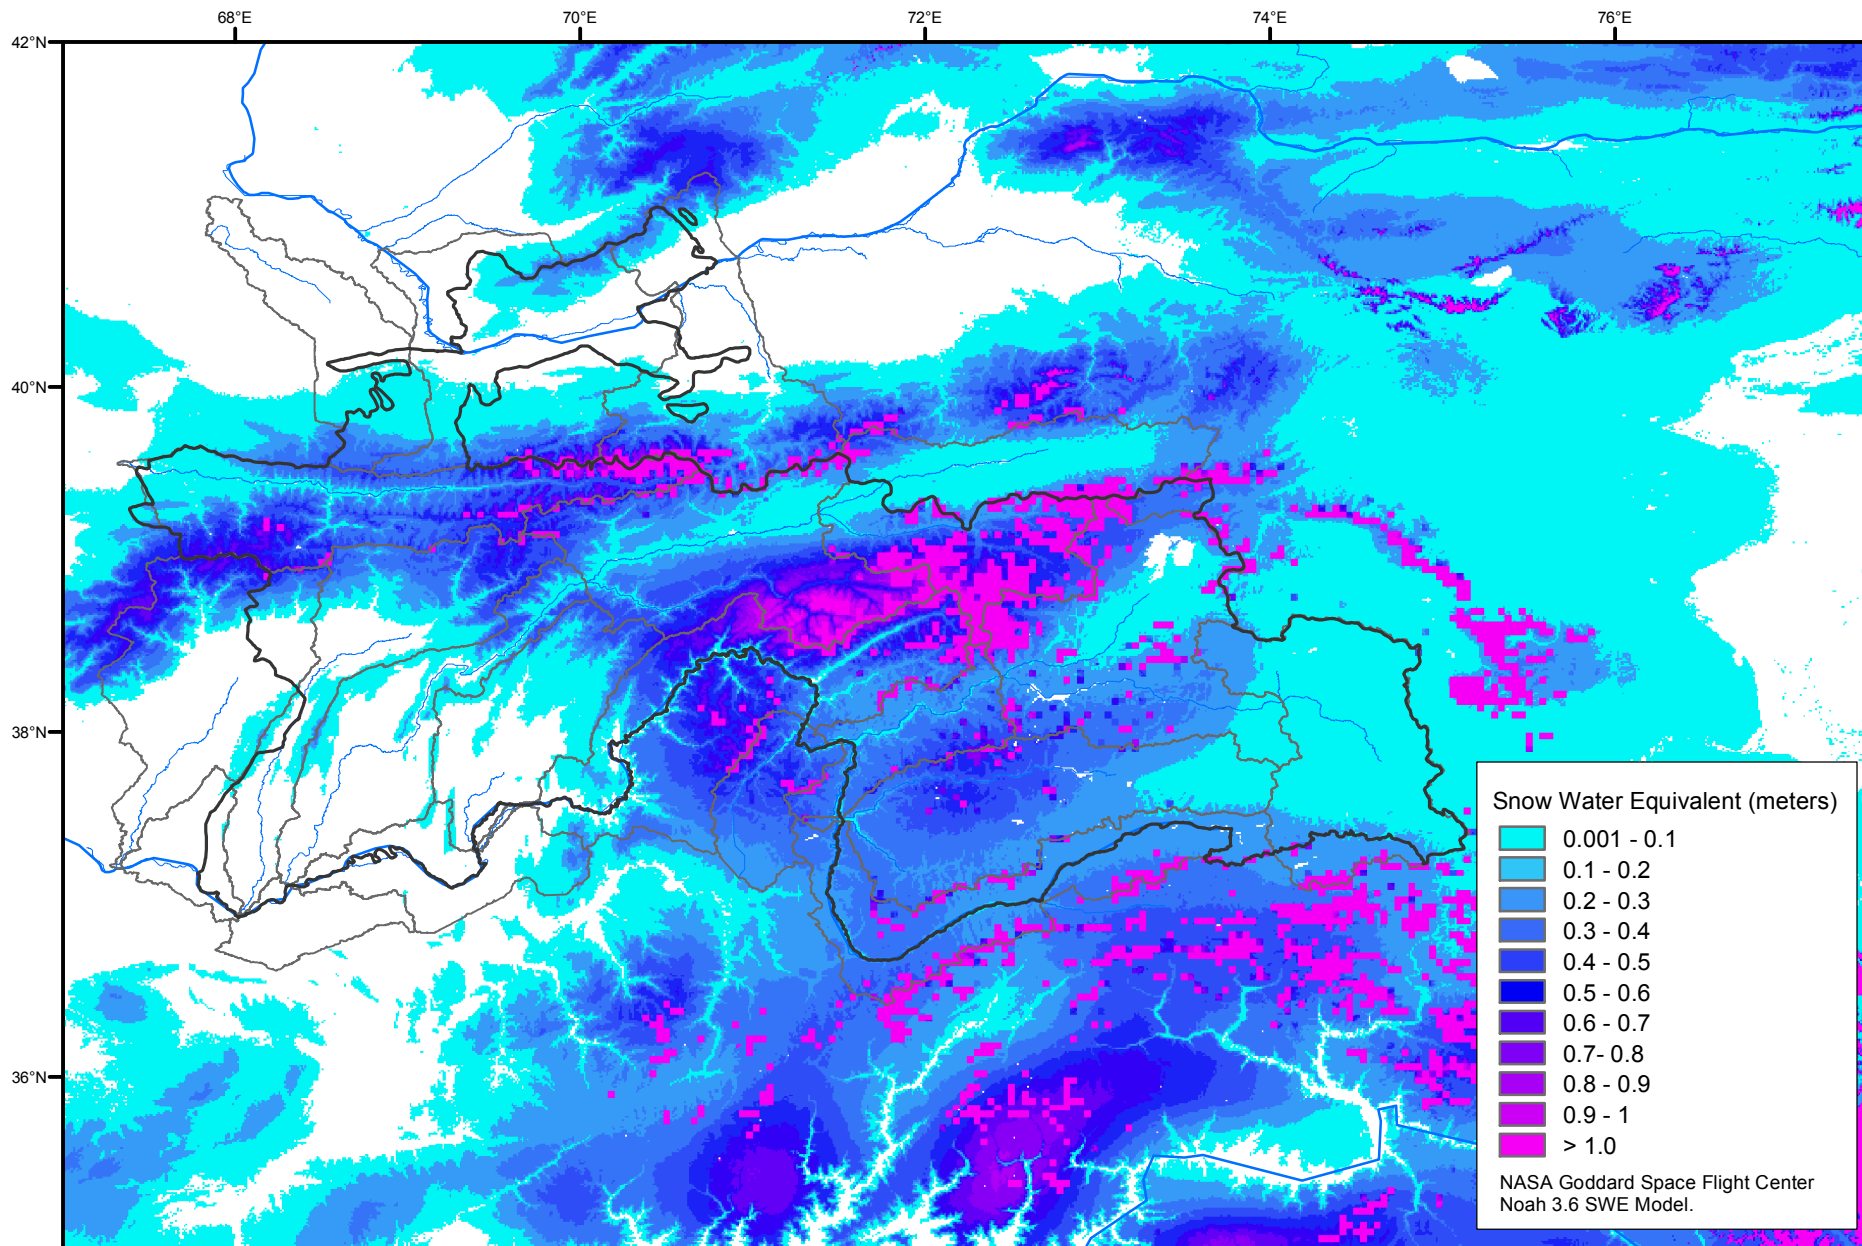 68°E 70°E 72°E 74°E 76°E
42°N
40°N
38°N
36°N
Snow Water Equivalent (meters)
0.001 - 0.1
0.1 - 0.2
0.2 - 0.3
0.3 - 0.4
0.4 - 0.5
0.5 - 0.6
0.6 - 0.7
0.7- 0.8
0.8 - 0.9
0.9 - 1
> 1.0
NASA Goddard Space Flight Center
Noah 3.6 SWE Model.